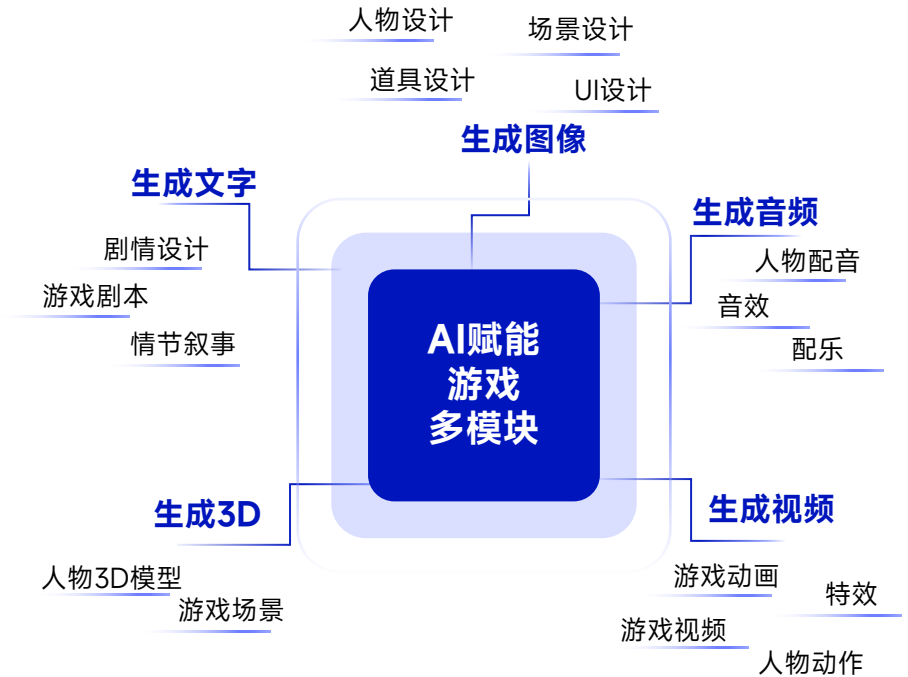 人物设计
场景设计
道具设计
UI设计
生成图像
生成文字
剧情设计
游戏剧本
情节叙事
生成音频
人物配音
音效
配乐
AI赋能
游戏
多模块
生成3D
人物3D模型
游戏场景
生成视频
游戏动画
特效
游戏视频
人物动作